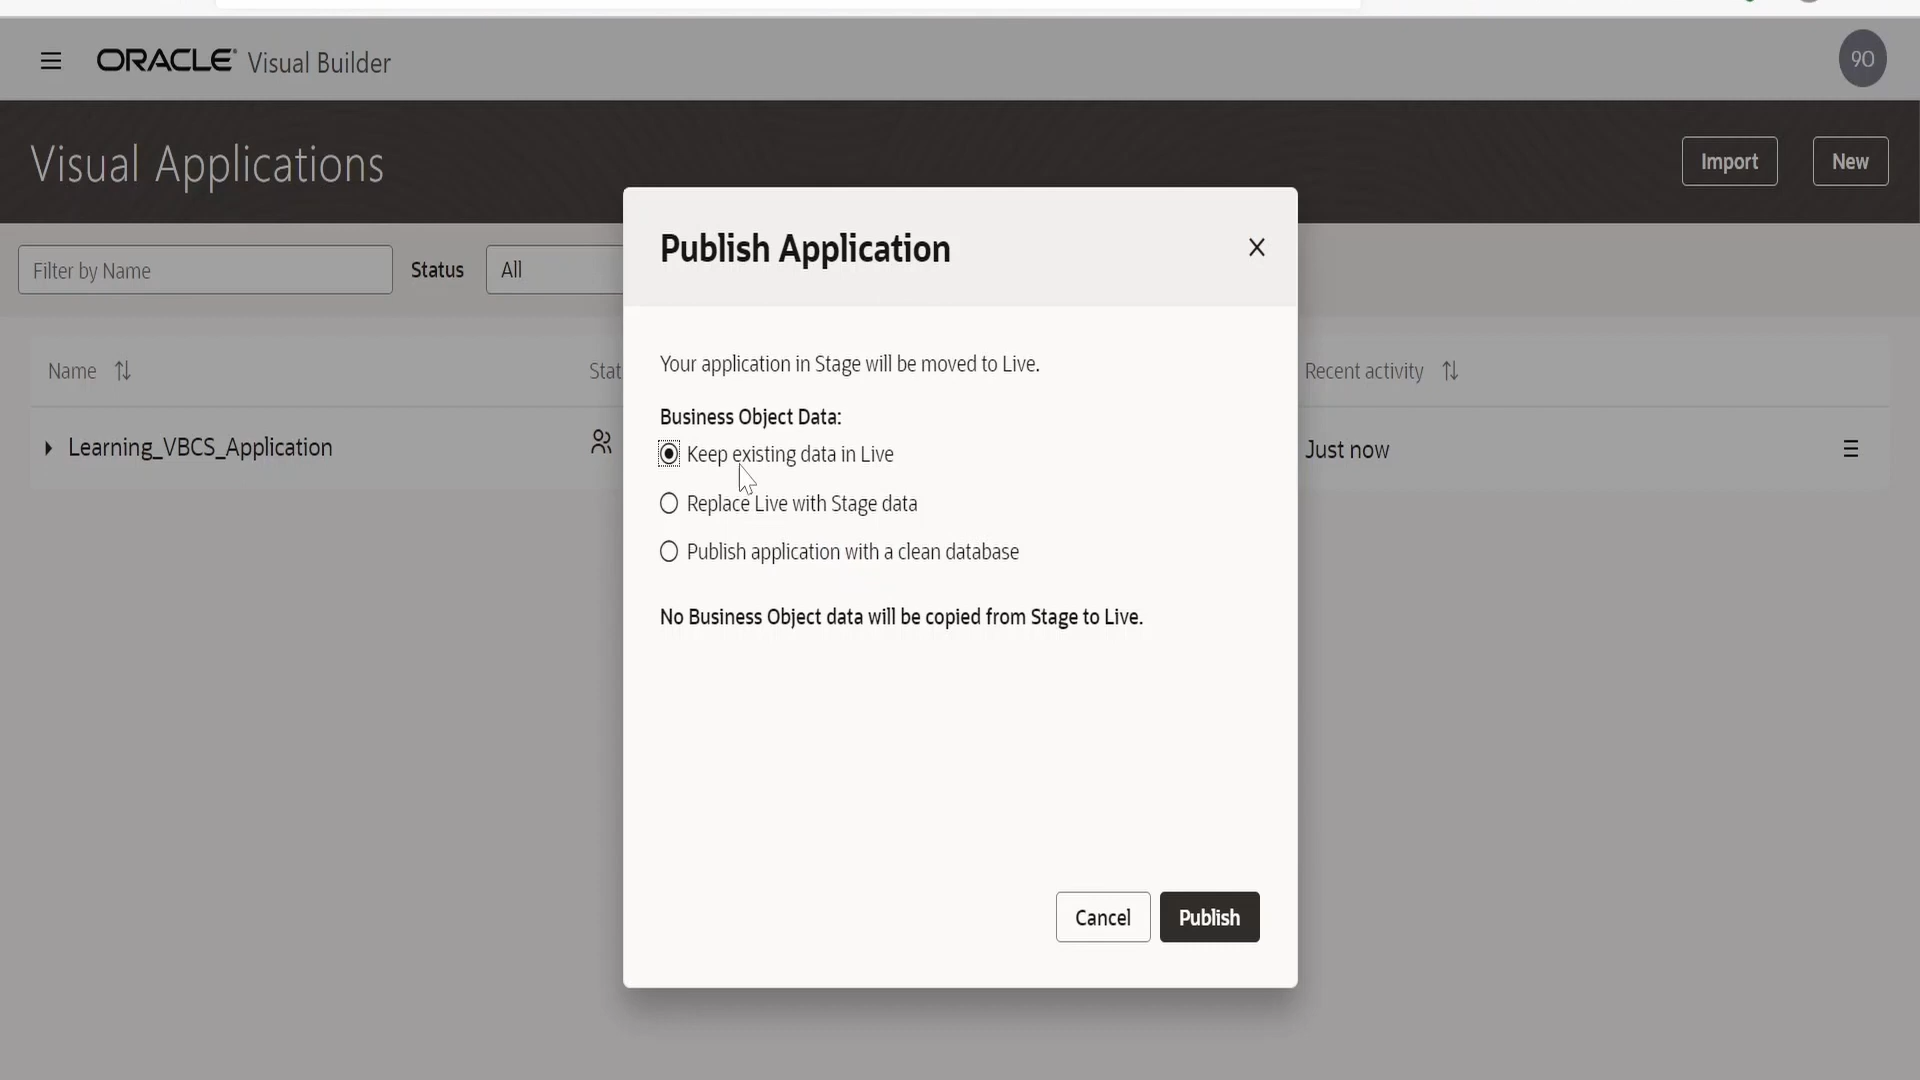 ORACLE Visual Builder
90
Visual Applications
Import
New
Filter by Name
Status
All
Publish Application
Your application in Stage will be moved to Live.
Business Object Data:
Keep existing data in Live
Replace Live with Stage data
Publish application with a clean database
No Business Object data will be copied from Stage to Live.
Cancel
Publish
Name
Stat
Recent activity
Learning_VBCS_Application
Just now